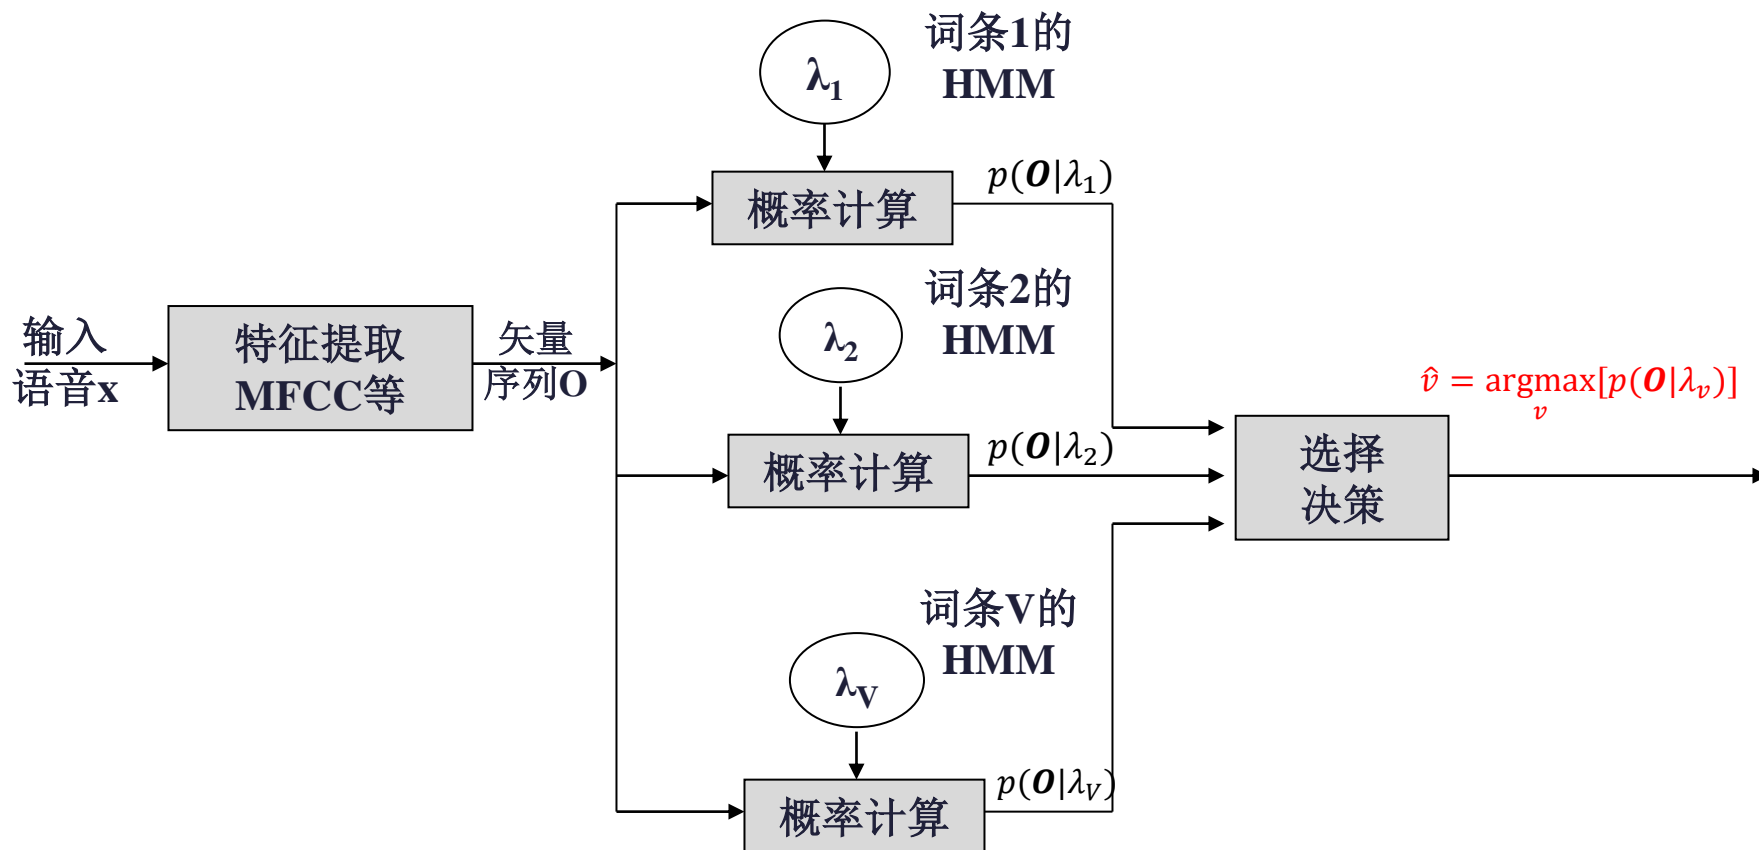 词条1的
HMM
λ₁
概率计算
p(O|λ₁)
词条2的
HMM
λ₂
概率计算
p(O|λ₂)
输入
语音x
特征提取
MFCC等
矢量
序列O
v̂ = argmax[p(O|λᵥ)]
v
选择
决策
词条V的
HMM
λ_V
概率计算
p(O|λ_V)